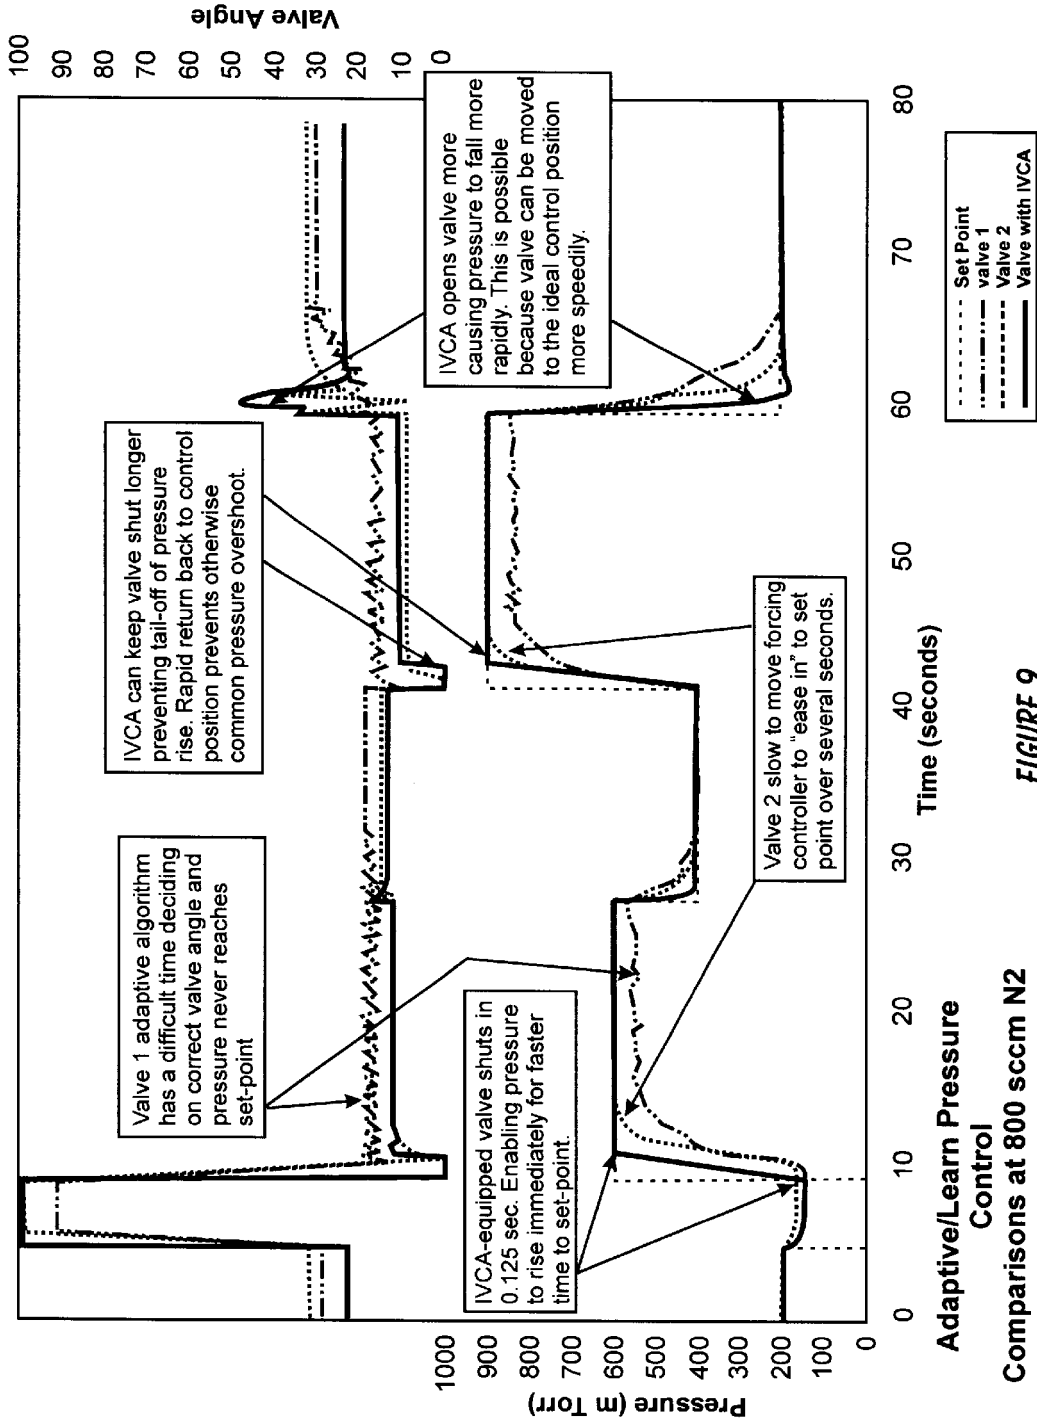 Valve 1 adaptive algorithm
has a difficult time deciding
on correct valve angle and
pressure never reaches
set-point
IVCA can keep valve shut longer
preventing tail-off of pressure
rise. Rapid return back to control
position prevents otherwise
common pressure overshoot.
100
90
80
70
60
50
40
30
20
10
0
Valve Angle
IVCA opens valve more
causing pressure to fall more
rapidly. This is possible
because valve can be moved
to the ideal control position
more speedily.
IVCA-equipped valve shuts in
0.125 sec. Enabling pressure
to rise immediately for faster
time to set-point.
Valve 2 slow to move forcing
controller to "ease in" to set
point over several seconds.
1000
900
800
700
600
500
400
300
200
100
0
Pressure (m Torr)
0 10 20 30 40 50 60 70 80
Time (seconds)
Adaptive/Learn Pressure
Control
Comparisons at 800 sccm N2
Set Point
valve 1
Valve 2
Valve with IVCA
FIGURE 9